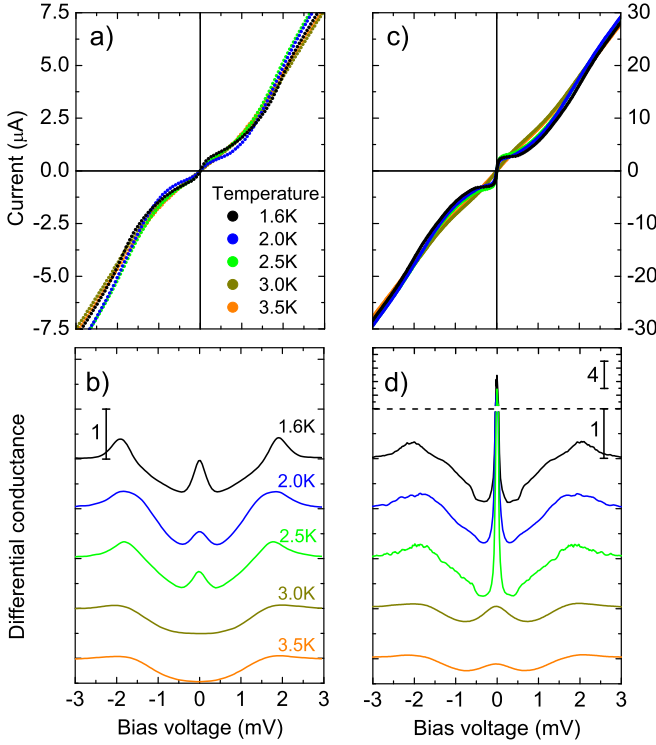 7.5
5.0
2.5
0.0
-2.5
-5.0
-7.5
Current (μA)
a)
Temperature
1.6K
2.0K
2.5K
3.0K
3.5K
c)
30
20
10
0
-10
-20
-30
b)
1
1.6K
2.0K
2.5K
3.0K
3.5K
Differential conductance
-3 -2 -1 0 1 2 3
Bias voltage (mV)
d)
4
1
-3 -2 -1 0 1 2 3
Bias voltage (mV)